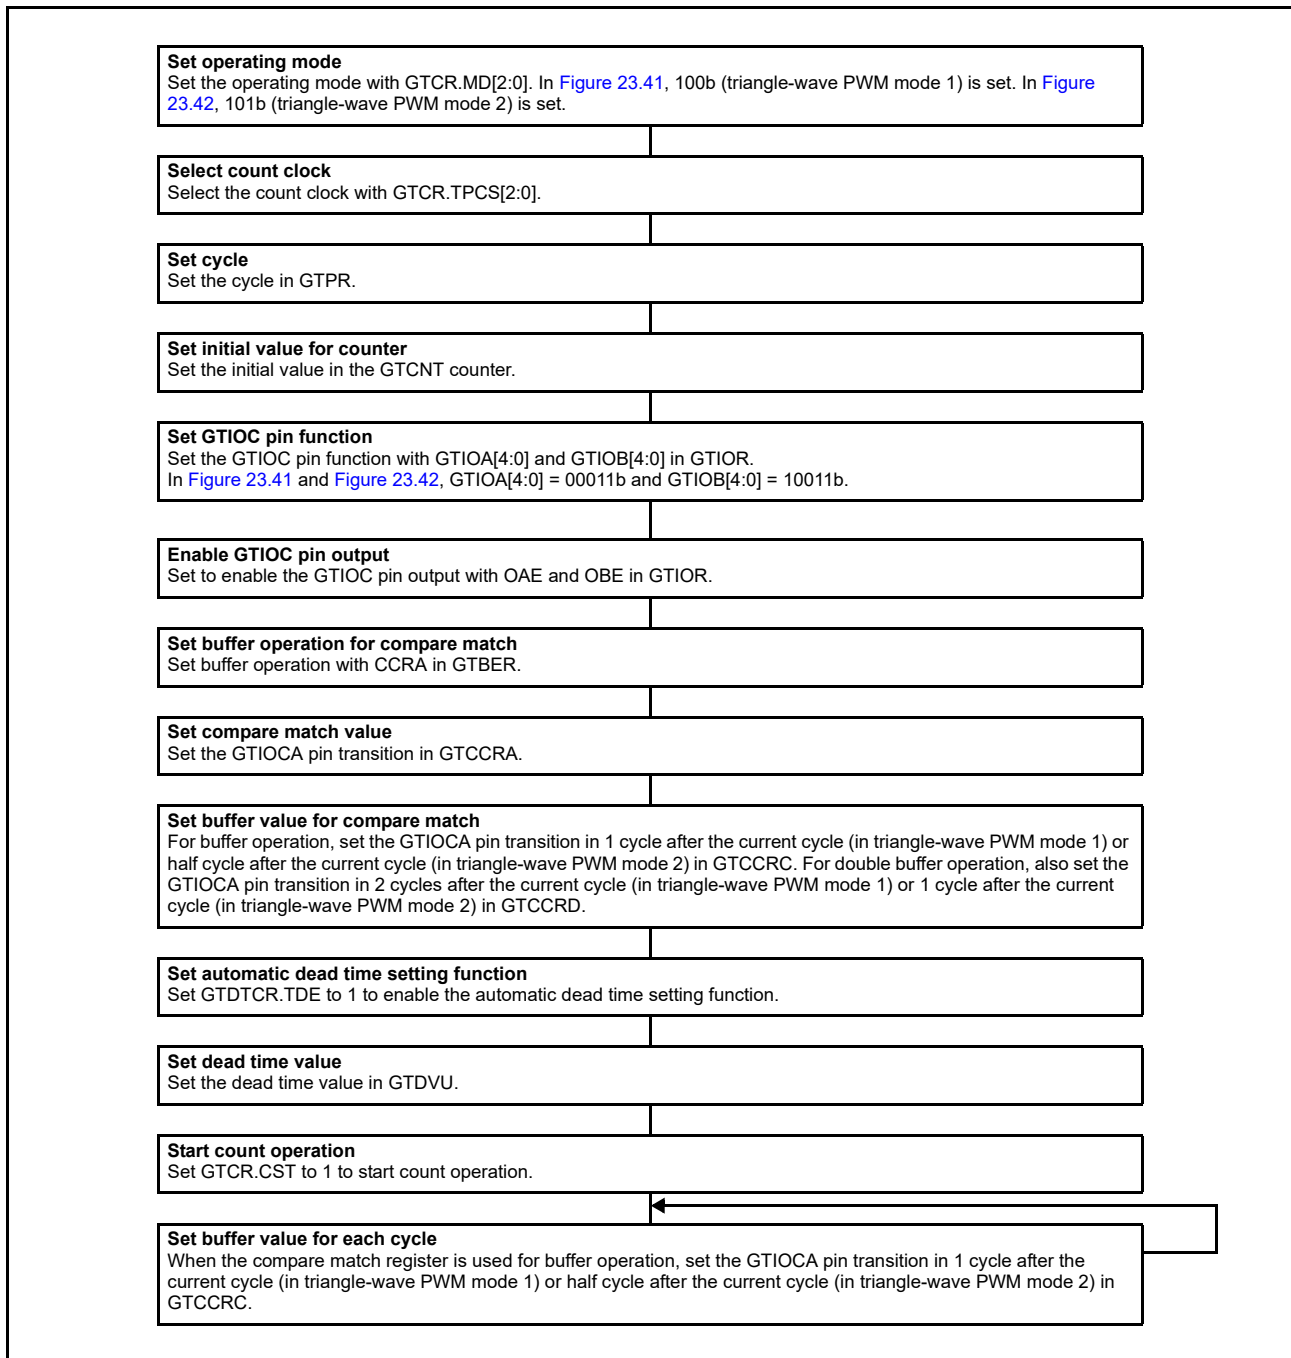 Set operating mode
Set the operating mode with GTCR.MD[2:0]. In Figure 23.41, 100b (triangle-wave PWM mode 1) is set. In Figure
23.42, 101b (triangle-wave PWM mode 2) is set.
Select count clock
Select the count clock with GTCR.TPCS[2:0].
Set cycle
Set the cycle in GTPR.
Set initial value for counter
Set the initial value in the GTCNT counter.
Set GTIOC pin function
Set the GTIOC pin function with GTIOA[4:0] and GTIOB[4:0] in GTIOR.
In Figure 23.41 and Figure 23.42, GTIOA[4:0] = 00011b and GTIOB[4:0] = 10011b.
Enable GTIOC pin output
Set to enable the GTIOC pin output with OAE and OBE in GTIOR.
Set buffer operation for compare match
Set buffer operation with CCRA in GTBER.
Set compare match value
Set the GTIOCA pin transition in GTCCRA.
Set buffer value for compare match
For buffer operation, set the GTIOCA pin transition in 1 cycle after the current cycle (in triangle-wave PWM mode 1) or
half cycle after the current cycle (in triangle-wave PWM mode 2) in GTCCRC. For double buffer operation, also set the
GTIOCA pin transition in 2 cycles after the current cycle (in triangle-wave PWM mode 1) or 1 cycle after the current
cycle (in triangle-wave PWM mode 2) in GTCCRD.
Set automatic dead time setting function
Set GTDTCR.TDE to 1 to enable the automatic dead time setting function.
Set dead time value
Set the dead time value in GTDVU.
Start count operation
Set GTCR.CST to 1 to start count operation.
Set buffer value for each cycle
When the compare match register is used for buffer operation, set the GTIOCA pin transition in 1 cycle after the
current cycle (in triangle-wave PWM mode 1) or half cycle after the current cycle (in triangle-wave PWM mode 2) in
GTCCRC.